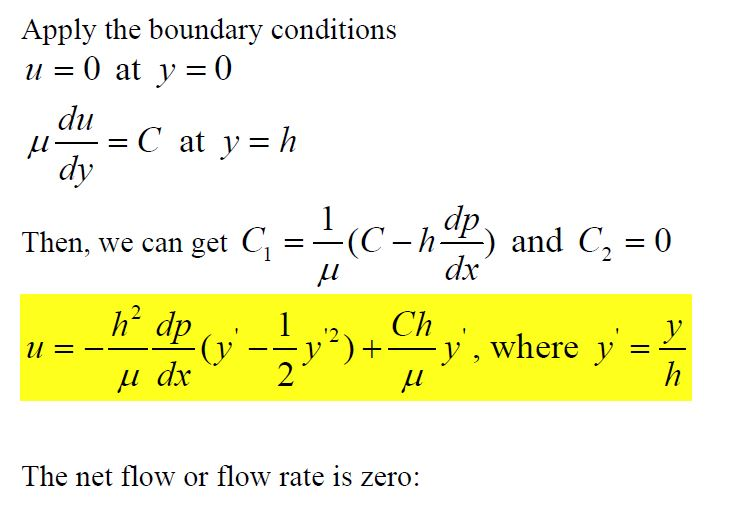 Apply the boundary conditions
u = 0 at y = 0
μ du/dy = C at y = h
Then, we can get C₁ = 1/μ (C − h dp/dx) and C₂ = 0
u = − h²/μ dp/dx (y' − 1/2 y'²) + Ch/μ y', where y' = y/h
The net flow or flow rate is zero: